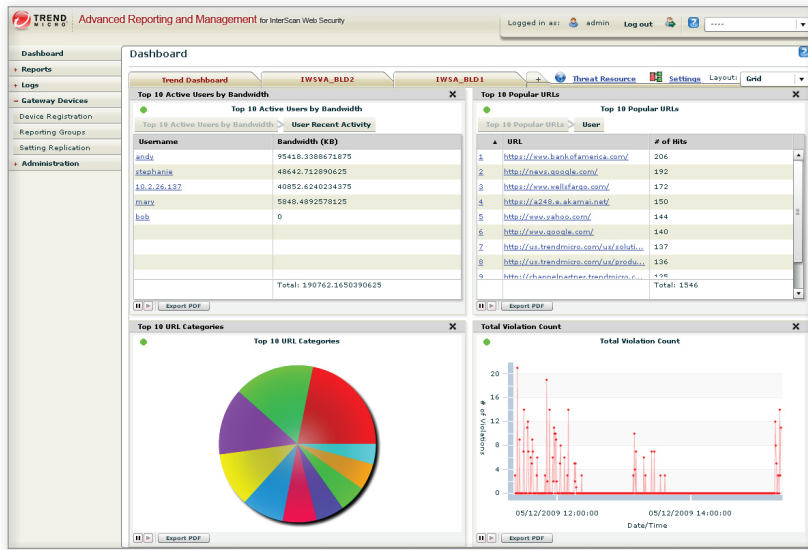 TREND MICRO Advanced Reporting and Management for InterScan Web Security
Logged in as: admin Log out ? ----
Dashboard
+ Reports
+ Logs
- Gateway Devices
Device Registration
Reporting Groups
Setting Replication
+ Administration
Dashboard ?
Trend Dashboard IWSVA_BLD2 IWSA_BLD1 + Threat Resource Settings Layout: Grid
Top 10 Active Users by Bandwidth X
Top 10 Active Users by Bandwidth
Top 10 Active Users by Bandwidth User Recent Activity
Username Bandwidth (KB)
andy 95418.3388671875
stephanie 48642.712890625
10.2.26.137 40852.6240234375
mary 5848.4892578125
bob 0
Total: 190762.1650390625
Export PDF
Top 10 Popular URLs X
Top 10 Popular URLs
Top 10 Popular URLs User
▲ URL # of Hits
1 https://www.bankofamerica.com/ 206
2 http://news.google.com/ 192
3 https://www.wellsfargo.com/ 172
4 https://a248.e.akamai.net/ 150
5 http://www.yahoo.com/ 144
6 http://www.google.com/ 140
7 http://us.trendmicro.com/us/soluti... 137
8 http://us.trendmicro.com/us/produ... 136
9 http://channelpartner.trendmicro.c... 135
Total: 1546
Export PDF
Top 10 URL Categories X
Top 10 URL Categories
Export PDF
Total Violation Count X
Total Violation Count
# of Violations
20
16
12
8
4
0
05/12/2009 12:00:00 05/12/2009 14:00:00
Date/Time
Export PDF